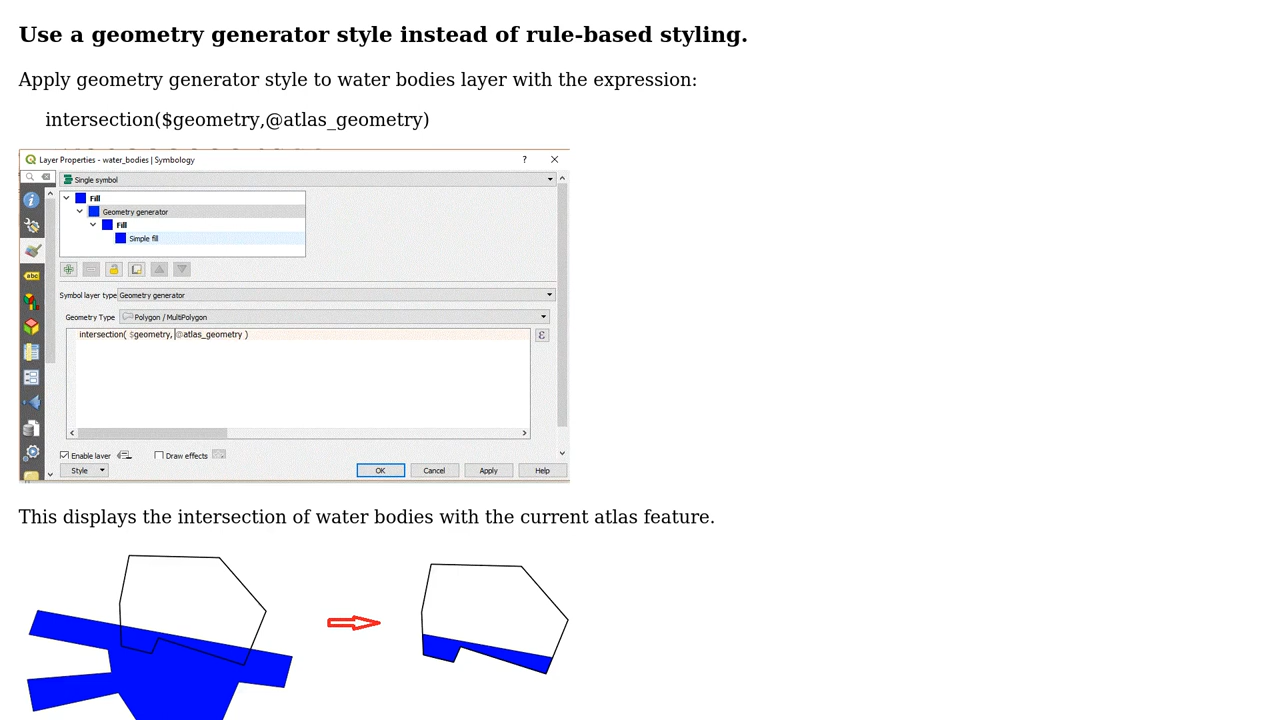 Use a geometry generator style instead of rule-based styling.
Apply geometry generator style to water bodies layer with the expression:
intersection($geometry,@atlas_geometry)
Layer Properties - water_bodies | Symbology
?
Single symbol
Fill
Geometry generator
Fill
abc
Simple fill
Symbol layer type Geometry generator
Geometry Type Polygon / MultiPolygon
intersection( $geometry, @atlas_geometry )
ε
Enable layer Draw effects
Style OK Cancel Apply Help
This displays the intersection of water bodies with the current atlas feature.